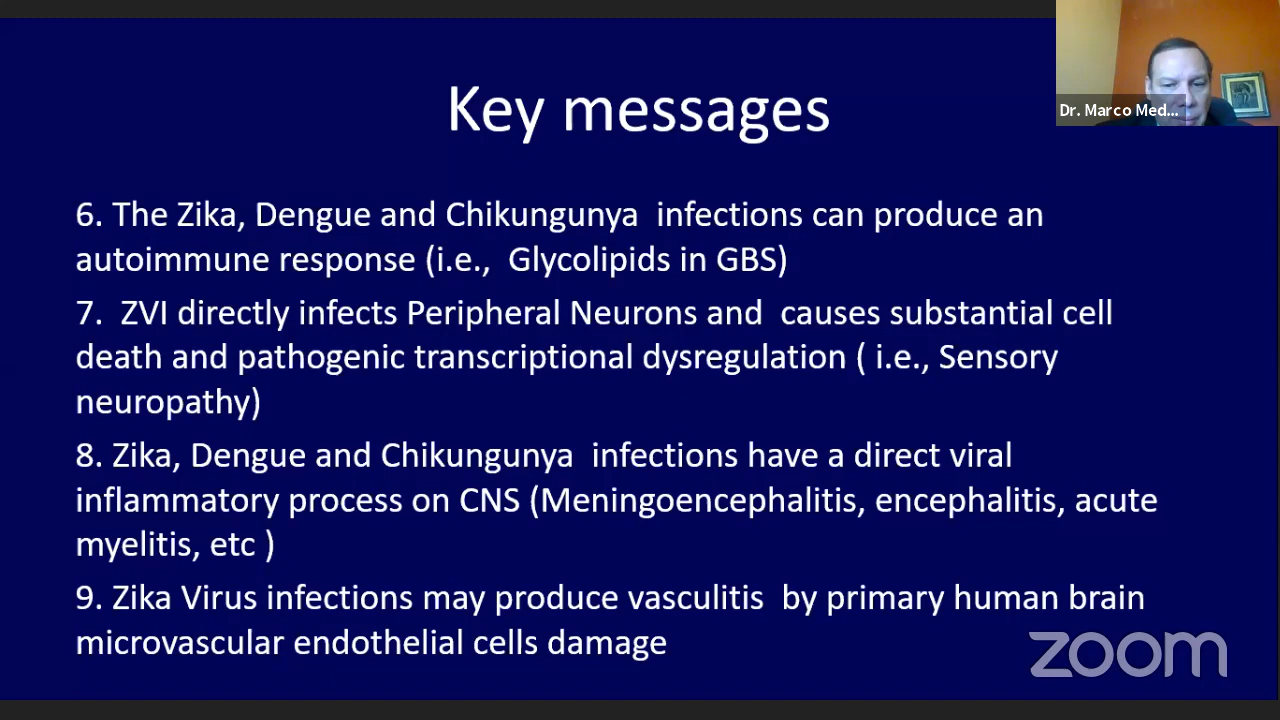 Key messages
Dr. Marco Med...
6. The Zika, Dengue and Chikungunya infections can produce an
autoimmune response (i.e., Glycolipids in GBS)
7. ZVI directly infects Peripheral Neurons and causes substantial cell
death and pathogenic transcriptional dysregulation ( i.e., Sensory
neuropathy)
8. Zika, Dengue and Chikungunya infections have a direct viral
inflammatory process on CNS (Meningoencephalitis, encephalitis, acute
myelitis, etc )
9. Zika Virus infections may produce vasculitis by primary human brain
microvascular endothelial cells damage
zoom